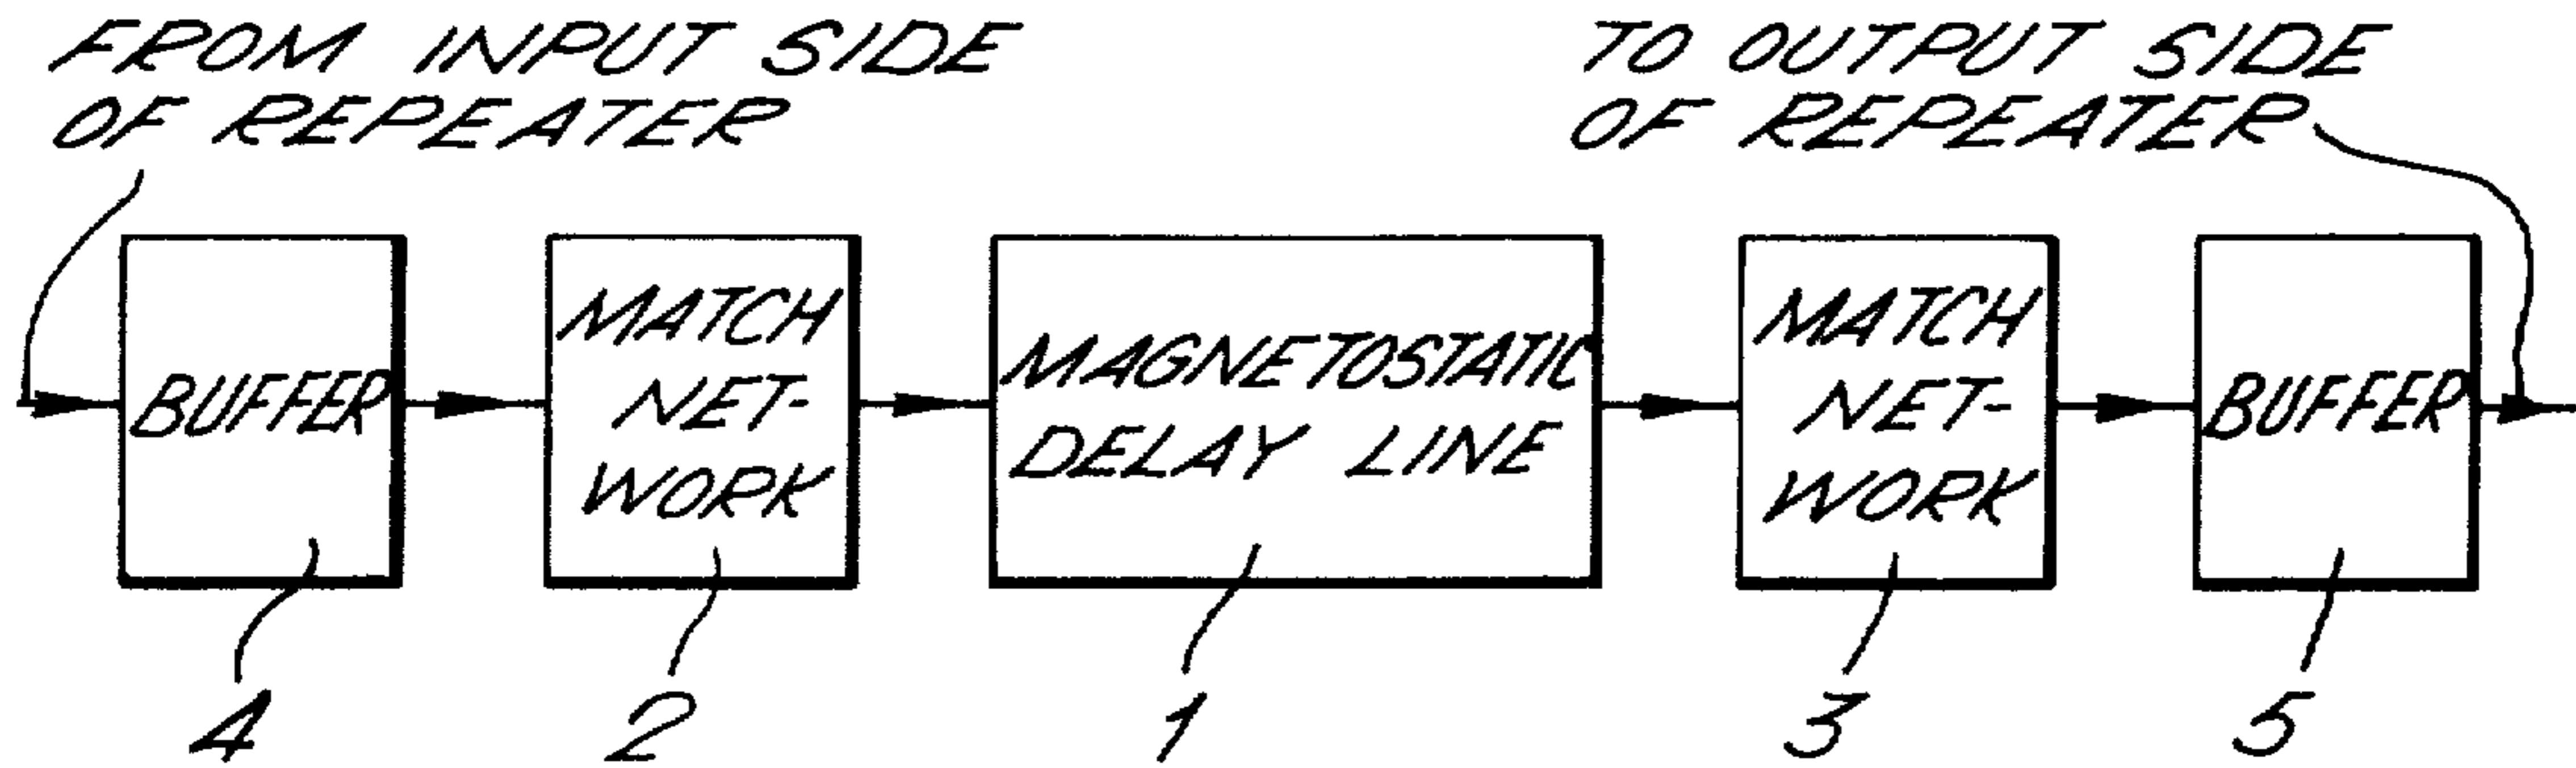 FROM INPUT SIDE
OF REPEATER
TO OUTPUT SIDE
OF REPEATER
BUFFER
MATCH
NET-
WORK
MAGNETOSTATIC
DELAY LINE
MATCH
NET-
WORK
BUFFER
4
2
1
3
5